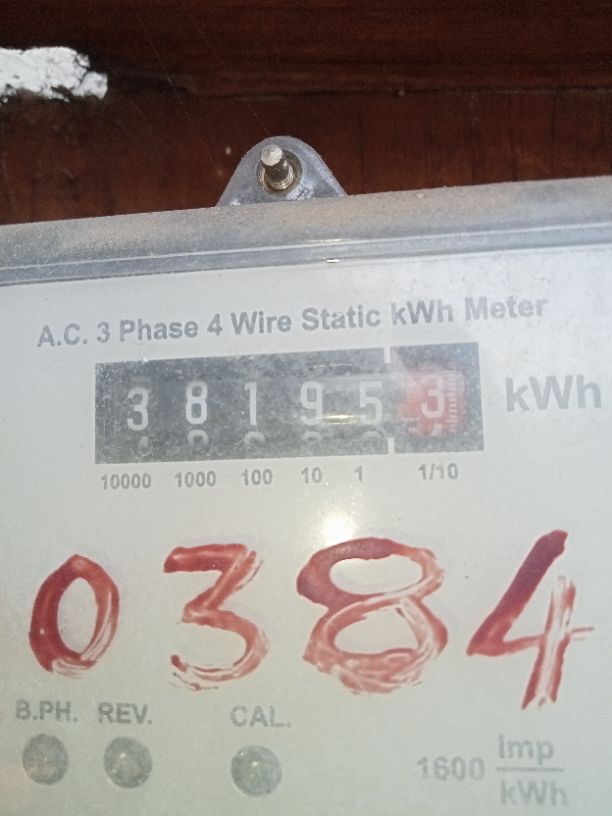 A.C. 3 Phase 4 Wire Static kWh Meter
3 8 1 9 5 3 kWh
10000 1000 100 10 1 1/10
0384
B.PH. REV. CAL.
1600 Imp/kWh